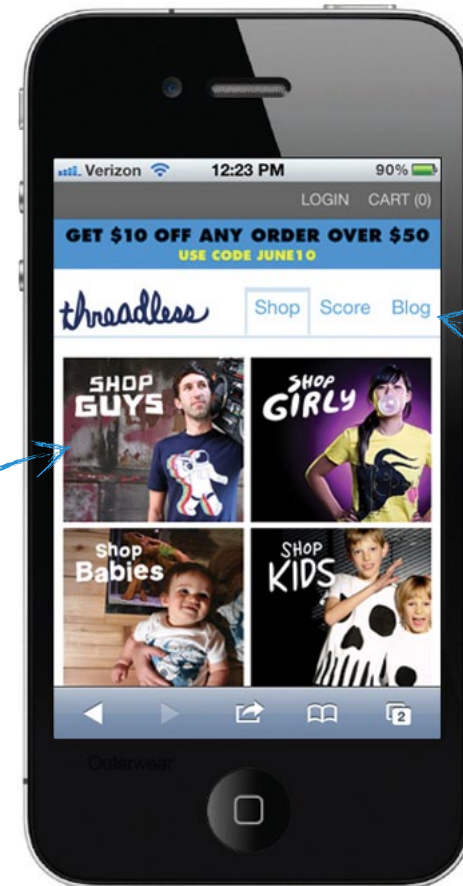 Verizon 12:23 PM 90%
LOGIN CART (0)
GET $10 OFF ANY ORDER OVER $50
USE CODE JUNE10
threadless Shop Score Blog
SHOP GUYS
SHOP GIRLY
Shop Babies
SHOP KIDS
2
Outerwear